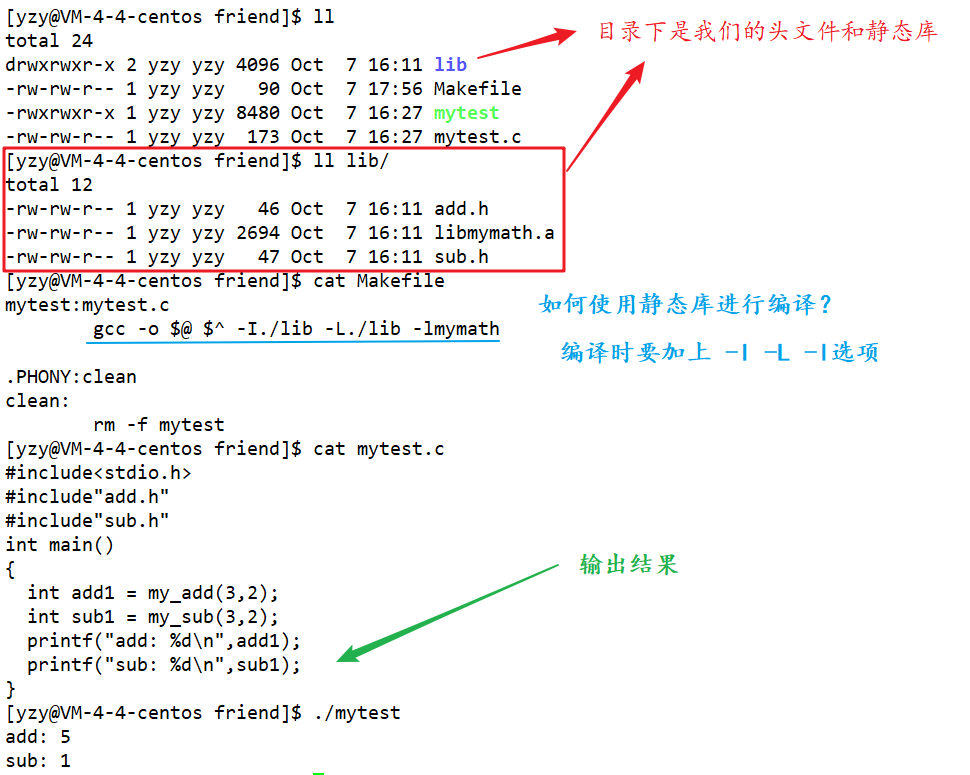 [yzy@VM-4-4-centos friend]$ ll
total 24
drwxrwxr-x 2 yzy yzy 4096 Oct  7 16:11 lib
-rw-rw-r-- 1 yzy yzy   90 Oct  7 17:56 Makefile
-rwxrwxr-x 1 yzy yzy 8480 Oct  7 16:27 mytest
-rw-rw-r-- 1 yzy yzy  173 Oct  7 16:27 mytest.c
目录下是我们的头文件和静态库
[yzy@VM-4-4-centos friend]$ ll lib/
total 12
-rw-rw-r-- 1 yzy yzy   46 Oct  7 16:11 add.h
-rw-rw-r-- 1 yzy yzy 2694 Oct  7 16:11 libmymath.a
-rw-rw-r-- 1 yzy yzy   47 Oct  7 16:11 sub.h
[yzy@VM-4-4-centos friend]$ cat Makefile
mytest:mytest.c
        gcc -o $@ $^ -I./lib -L./lib -lmymath
如何使用静态库进行编译?
编译时要加上 -I -L -l选项
.PHONY:clean
clean:
        rm -f mytest
[yzy@VM-4-4-centos friend]$ cat mytest.c
#include<stdio.h>
#include"add.h"
#include"sub.h"
int main()
{
  int add1 = my_add(3,2);
  int sub1 = my_sub(3,2);
  printf("add: %d\n",add1);
  printf("sub: %d\n",sub1);
}
输出结果
[yzy@VM-4-4-centos friend]$ ./mytest
add: 5
sub: 1